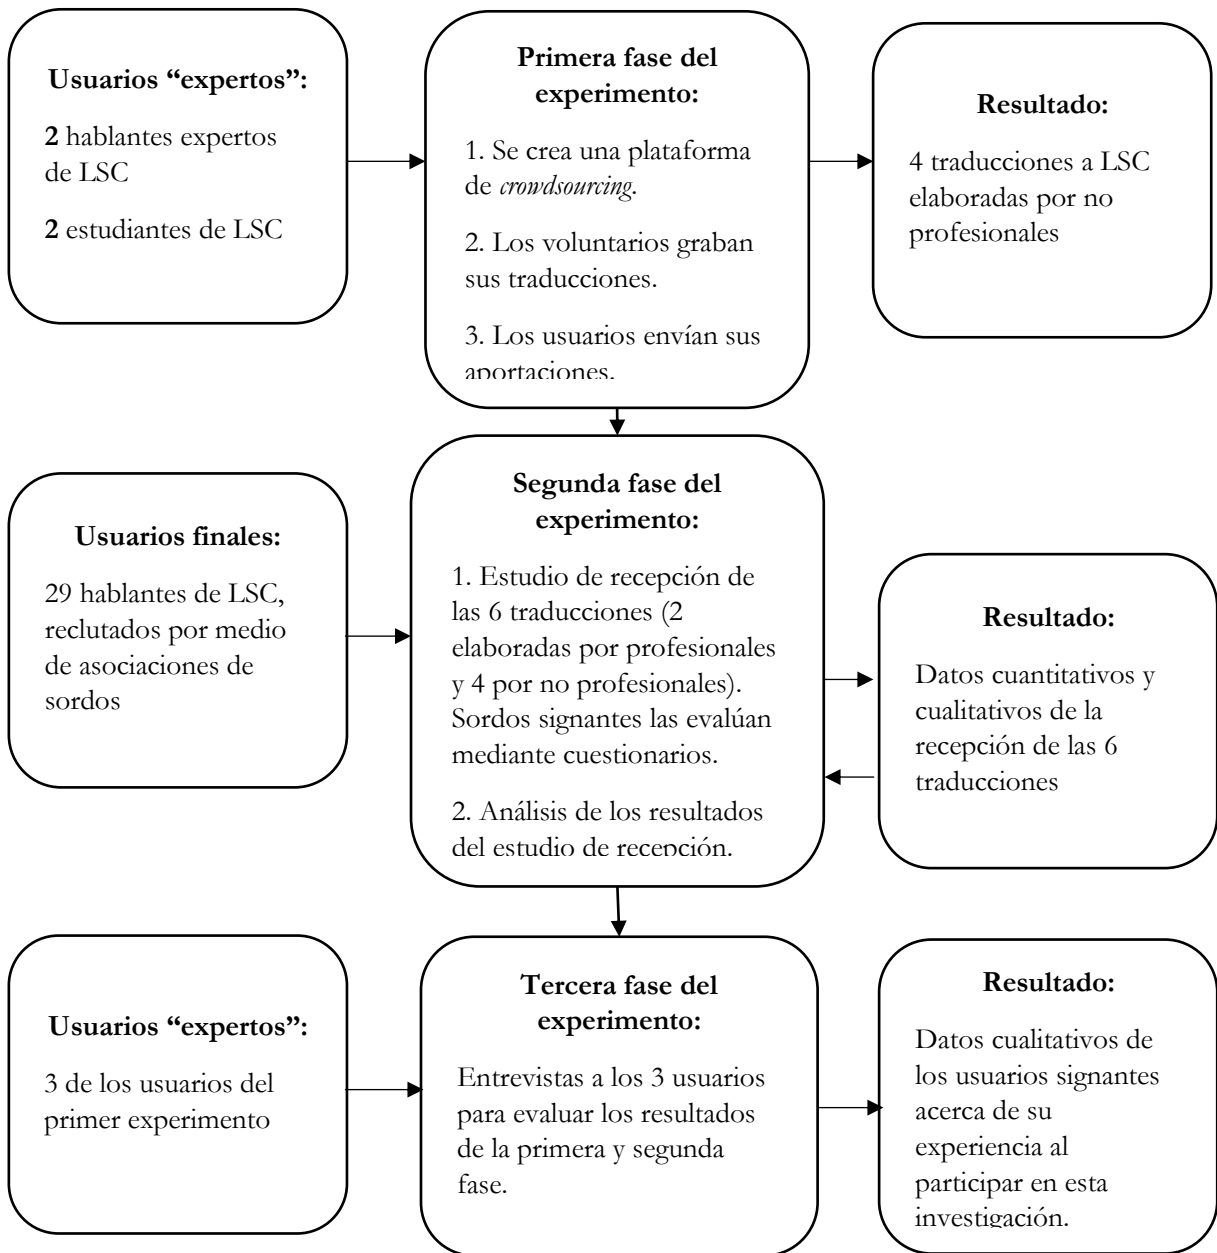 Usuarios “expertos”:
2 hablantes expertos
de LSC
2 estudiantes de LSC
Primera fase del
experimento:
1. Se crea una plataforma
de crowdsourcing.
2. Los voluntarios graban
sus traducciones.
3. Los usuarios envían sus
aportaciones.
Resultado:
4 traducciones a LSC
elaboradas por no
profesionales
Usuarios finales:
29 hablantes de LSC,
reclutados por medio
de asociaciones de
sordos
Segunda fase del
experimento:
1. Estudio de recepción de
las 6 traducciones (2
elaboradas por profesionales
y 4 por no profesionales).
Sordos signantes las evalúan
mediante cuestionarios.
2. Análisis de los resultados
del estudio de recepción.
Resultado:
Datos cuantitativos y
cualitativos de la
recepción de las 6
traducciones
Usuarios “expertos”:
3 de los usuarios del
primer experimento
Tercera fase del
experimento:
Entrevistas a los 3 usuarios
para evaluar los resultados
de la primera y segunda
fase.
Resultado:
Datos cualitativos de
los usuarios signantes
acerca de su
experiencia al
participar en esta
investigación.